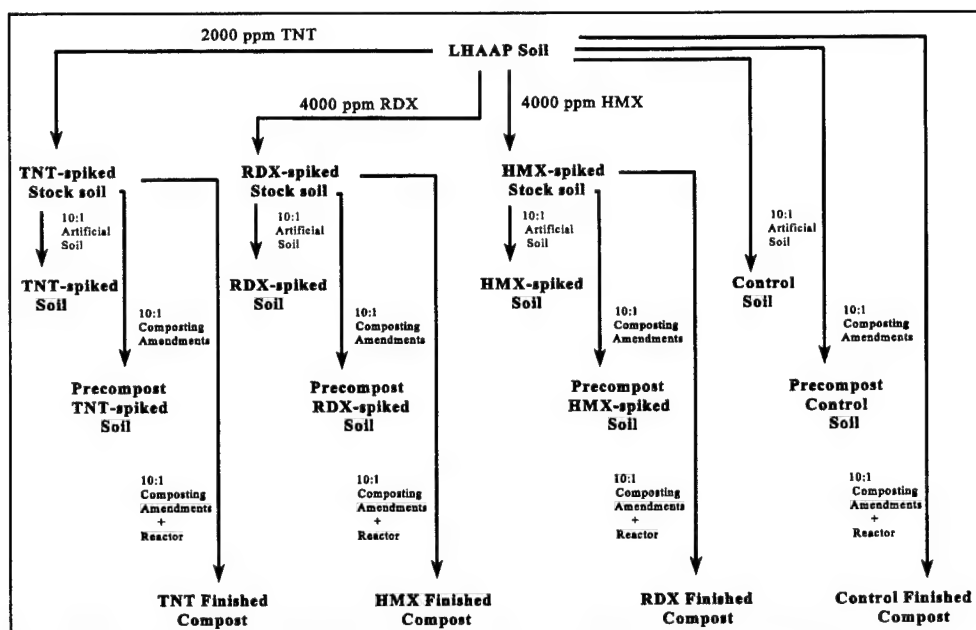 2000 ppm TNT
LHAAP Soil
4000 ppm RDX
4000 ppm HMX
TNT-spiked
Stock soil
RDX-spiked
Stock soil
HMX-spiked
Stock soil
10:1
Artificial
Soil
10:1
Artificial
Soil
10:1
Artificial
Soil
10:1
Artificial
Soil
TNT-spiked
Soil
RDX-spiked
Soil
HMX-spiked
Soil
Control
Soil
10:1
Composting
Amendments
10:1
Composting
Amendments
10:1
Composting
Amendments
10:1
Composting
Amendments
Precompost
TNT-spiked
Soil
Precompost
RDX-spiked
Soil
Precompost
HMX-spiked
Soil
Precompost
Control
Soil
10:1
Composting
Amendments
+
Reactor
10:1
Composting
Amendments
+
Reactor
10:1
Composting
Amendments
+
Reactor
10:1
Composting
Amendments
+
Reactor
TNT Finished
Compost
HMX Finished
Compost
RDX Finished
Compost
Control Finished
Compost